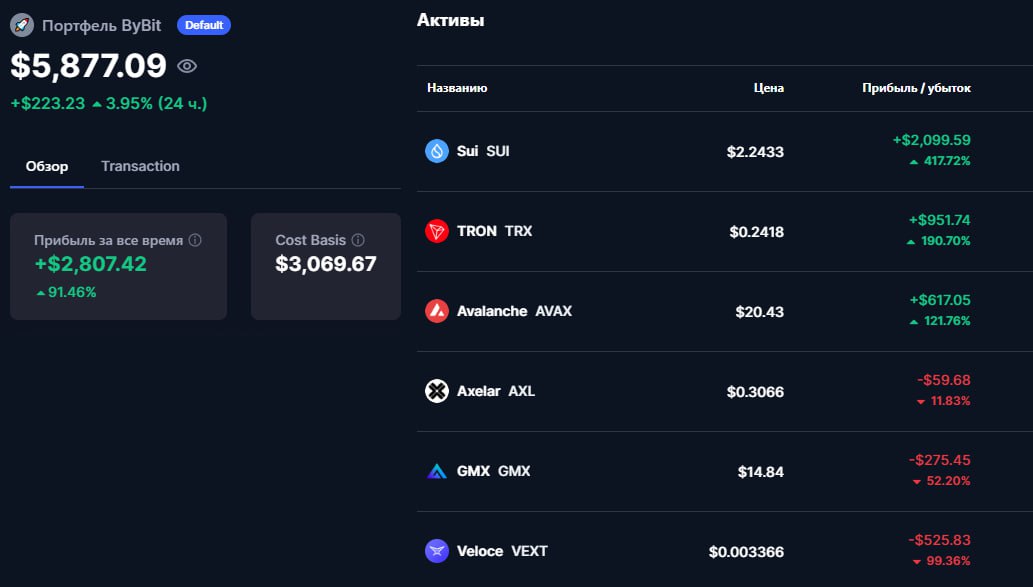 Портфель ByBit Default
$5,877.09
+$223.23 ▲ 3.95% (24 ч.)
Обзор Transaction
Прибыль за все время
+$2,807.42
▲ 91.46%
Cost Basis
$3,069.67
Активы
Названию Цена Прибыль / убыток
Sui SUI $2.2433 +$2,099.59
▲ 417.72%
TRON TRX $0.2418 +$951.74
▲ 190.70%
Avalanche AVAX $20.43 +$617.05
▲ 121.76%
Axelar AXL $0.3066 -$59.68
▼ 11.83%
GMX GMX $14.84 -$275.45
▼ 52.20%
Veloce VEXT $0.003366 -$525.83
▼ 99.36%